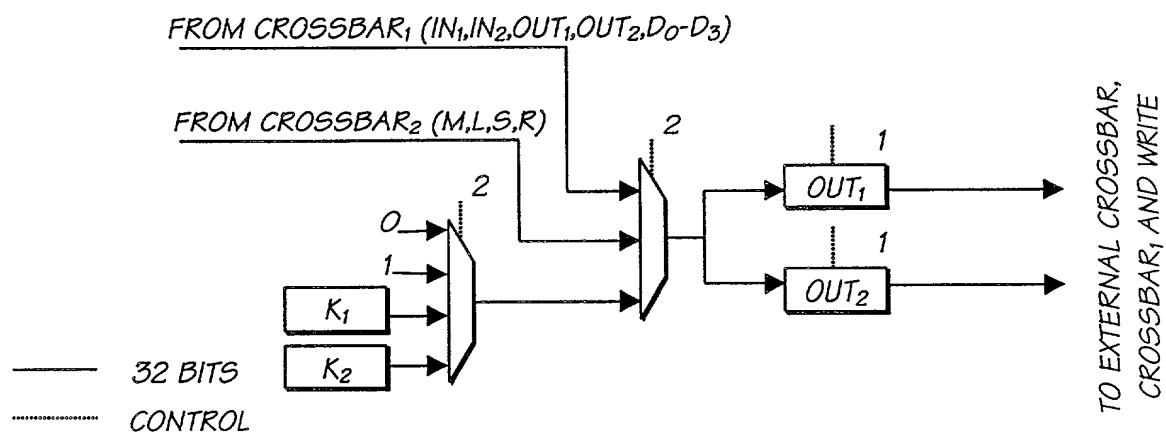 FROM CROSSBAR₁ (IN₁,IN₂,OUT₁,OUT₂,D₀-D₃)
FROM CROSSBAR₂ (M,L,S,R)
2
1
OUT₁
2
0
1
1
OUT₂
K₁
K₂
32 BITS
CONTROL
TO EXTERNAL CROSSBAR,
CROSSBAR₁ AND WRITE